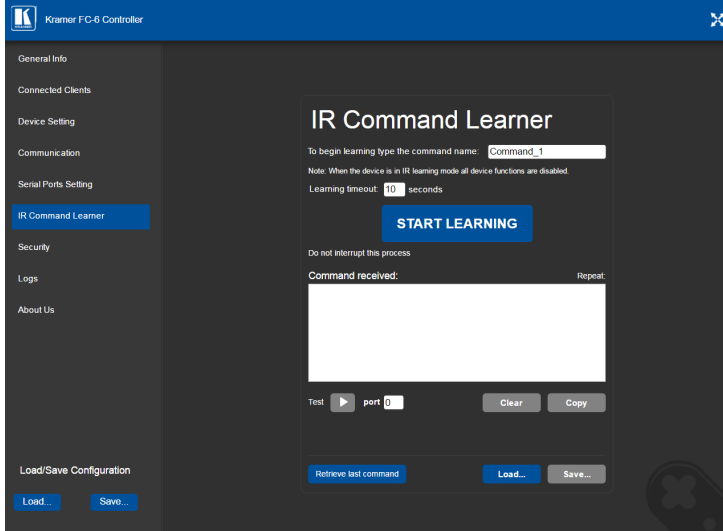 Kramer FC-6 Controller
General Info
Connected Clients
Device Setting
Communication
Serial Ports Setting
IR Command Learner
Security
Logs
About Us
Load/Save Configuration
Load... Save...
IR Command Learner
To begin learning type the command name: Command_1
Note: When the device is in IR learning mode all device functions are disabled.
Learning timeout: 10 seconds
START LEARNING
Do not interrupt this process
Command received: Repeat:
Test port 0 Clear Copy
Retrieve last command Load... Save...